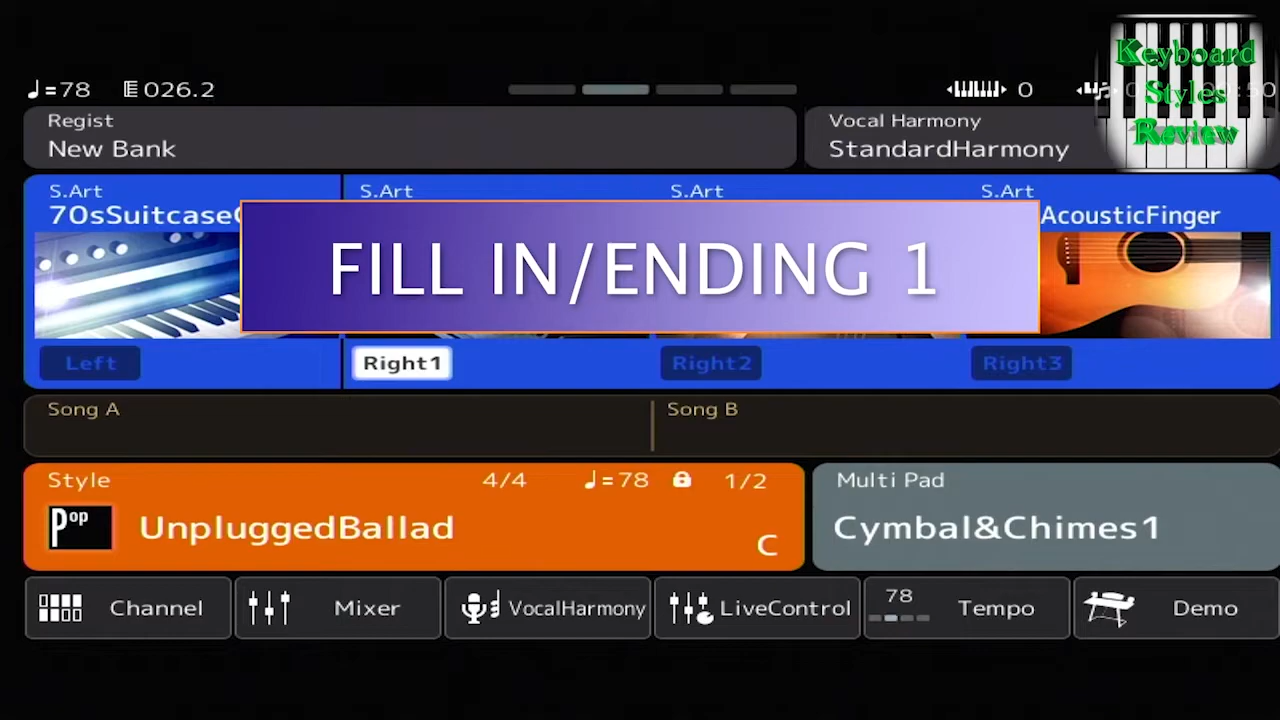 ♩=78
026.2
0
Keyboard
Styles
Review
Regist
New Bank
Vocal Harmony
StandardHarmony
S.Art
S.Art
S.Art
S.Art
70sSuitcase
AcousticFinger
FILL IN/ENDING 1
Left
Right1
Right2
Right3
Song A
Song B
Style
4/4
♩=78
1/2
Pop
UnpluggedBallad
C
Multi Pad
Cymbal&Chimes1
Channel
Mixer
VocalHarmony
LiveControl
78
Tempo
Demo